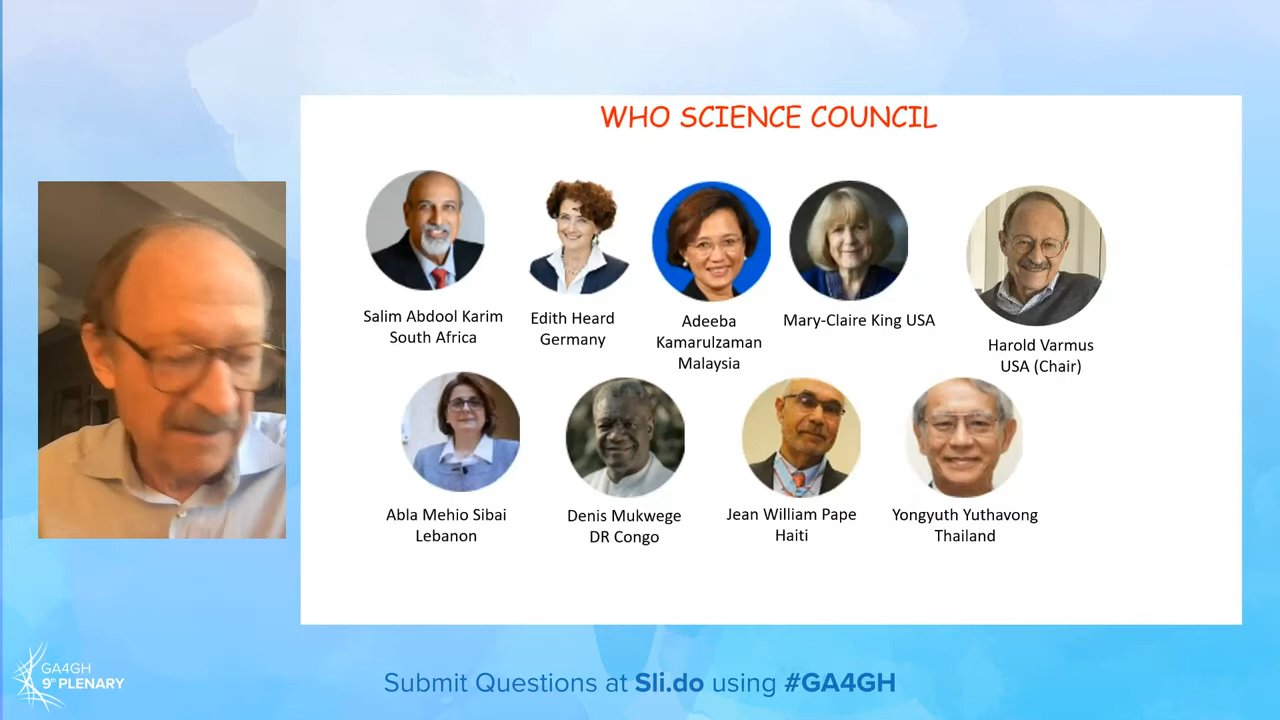 WHO SCIENCE COUNCIL
Salim Abdool Karim
South Africa
Edith Heard
Germany
Adeeba
Kamarulzaman
Malaysia
Mary-Claire King USA
Harold Varmus
USA (Chair)
Abla Mehio Sibai
Lebanon
Denis Mukwege
DR Congo
Jean William Pape
Haiti
Yongyuth Yuthavong
Thailand
GA4GH
9th PLENARY
Submit Questions at Sli.do using #GA4GH